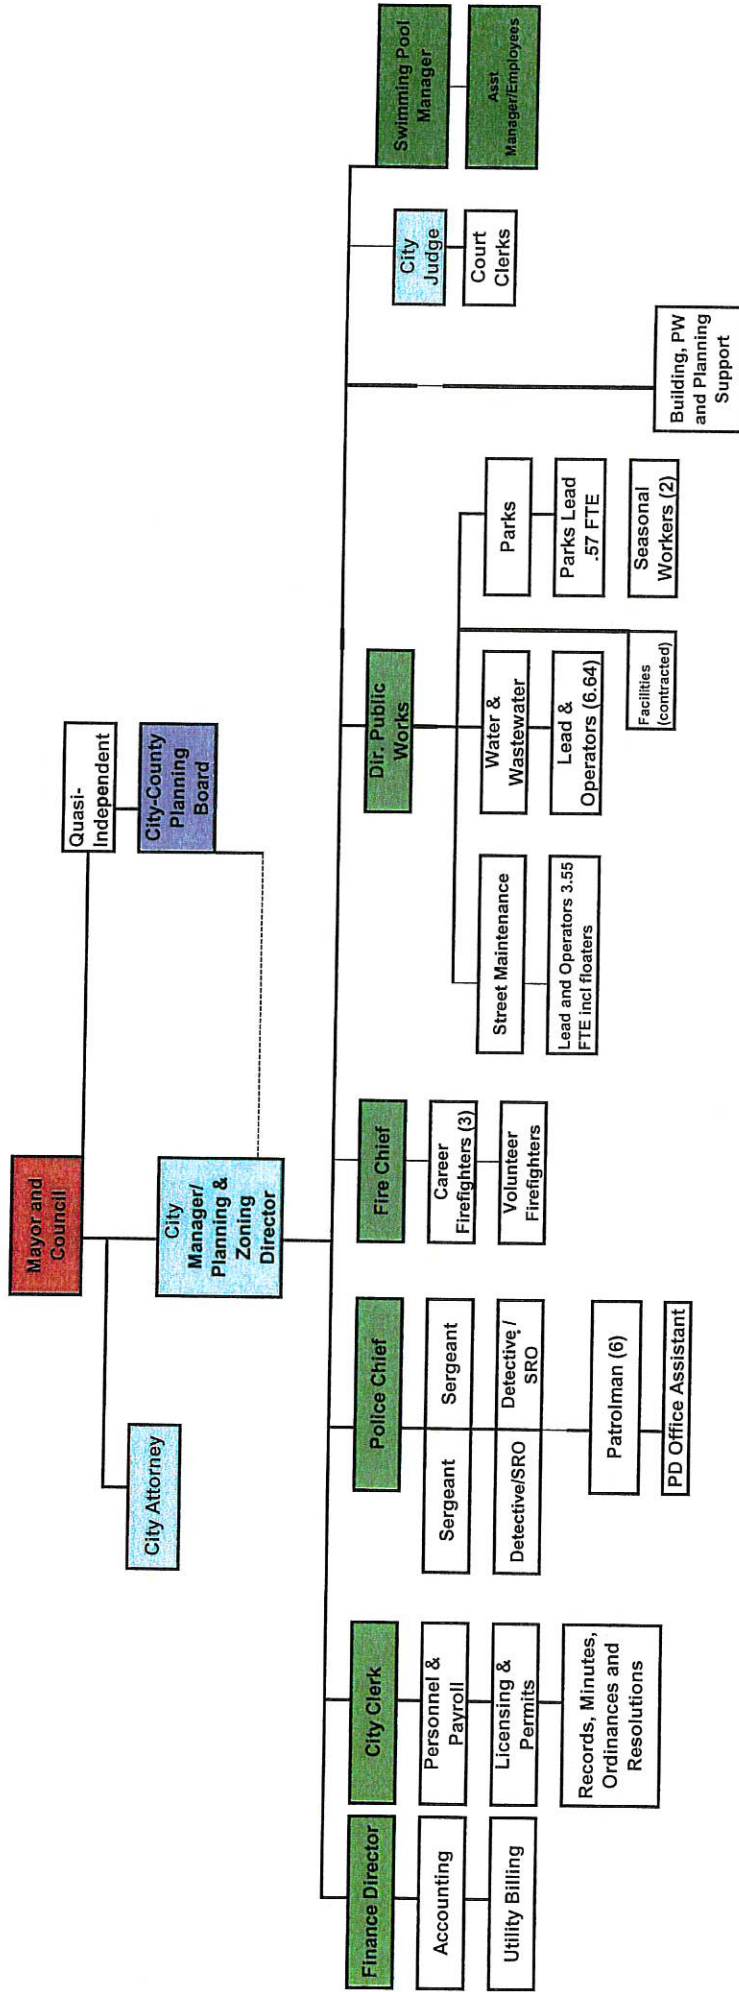 Mayor and
Council
Quasi-
Independent
City Attorney
City
Manager/
Planning &
Zoning
Director
City-County
Planning
Board
Finance Director
Accounting
Utility Billing
City Clerk
Personnel &
Payroll
Licensing &
Permits
Records, Minutes,
Ordinances and
Resolutions
Police Chief
Sergeant
Sergeant
Detective/SRO
Detective/
SRO
Patrolman (6)
PD Office Assistant
Fire Chief
Career
Firefighters (3)
Volunteer
Firefighters
Dir. Public
Works
Street Maintenance
Lead and Operators 3.55
FTE incl floaters
Water &
Wastewater
Lead &
Operators (6.64)
Facilities
(contracted)
Parks
Parks Lead
.57 FTE
Seasonal
Workers (2)
Building, PW
and Planning
Support
City
Judge
Court
Clerks
Swimming Pool
Manager
Asst
Manager/Employees